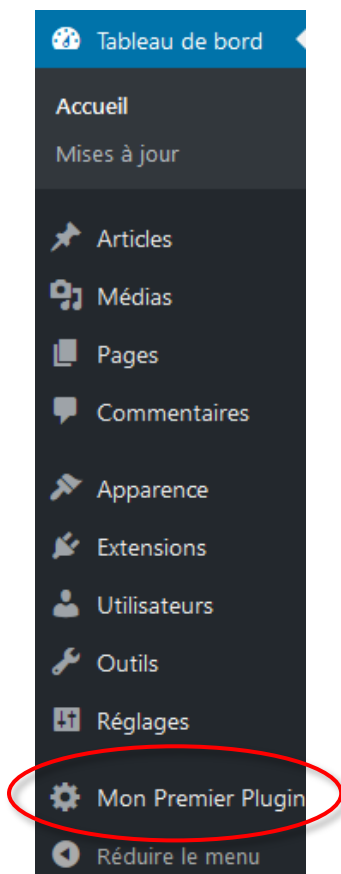 Tableau de bord
Accueil
Mises à jour
Articles
Médias
Pages
Commentaires
Apparence
Extensions
Utilisateurs
Outils
Réglages
Mon Premier Plugin
Réduire le menu